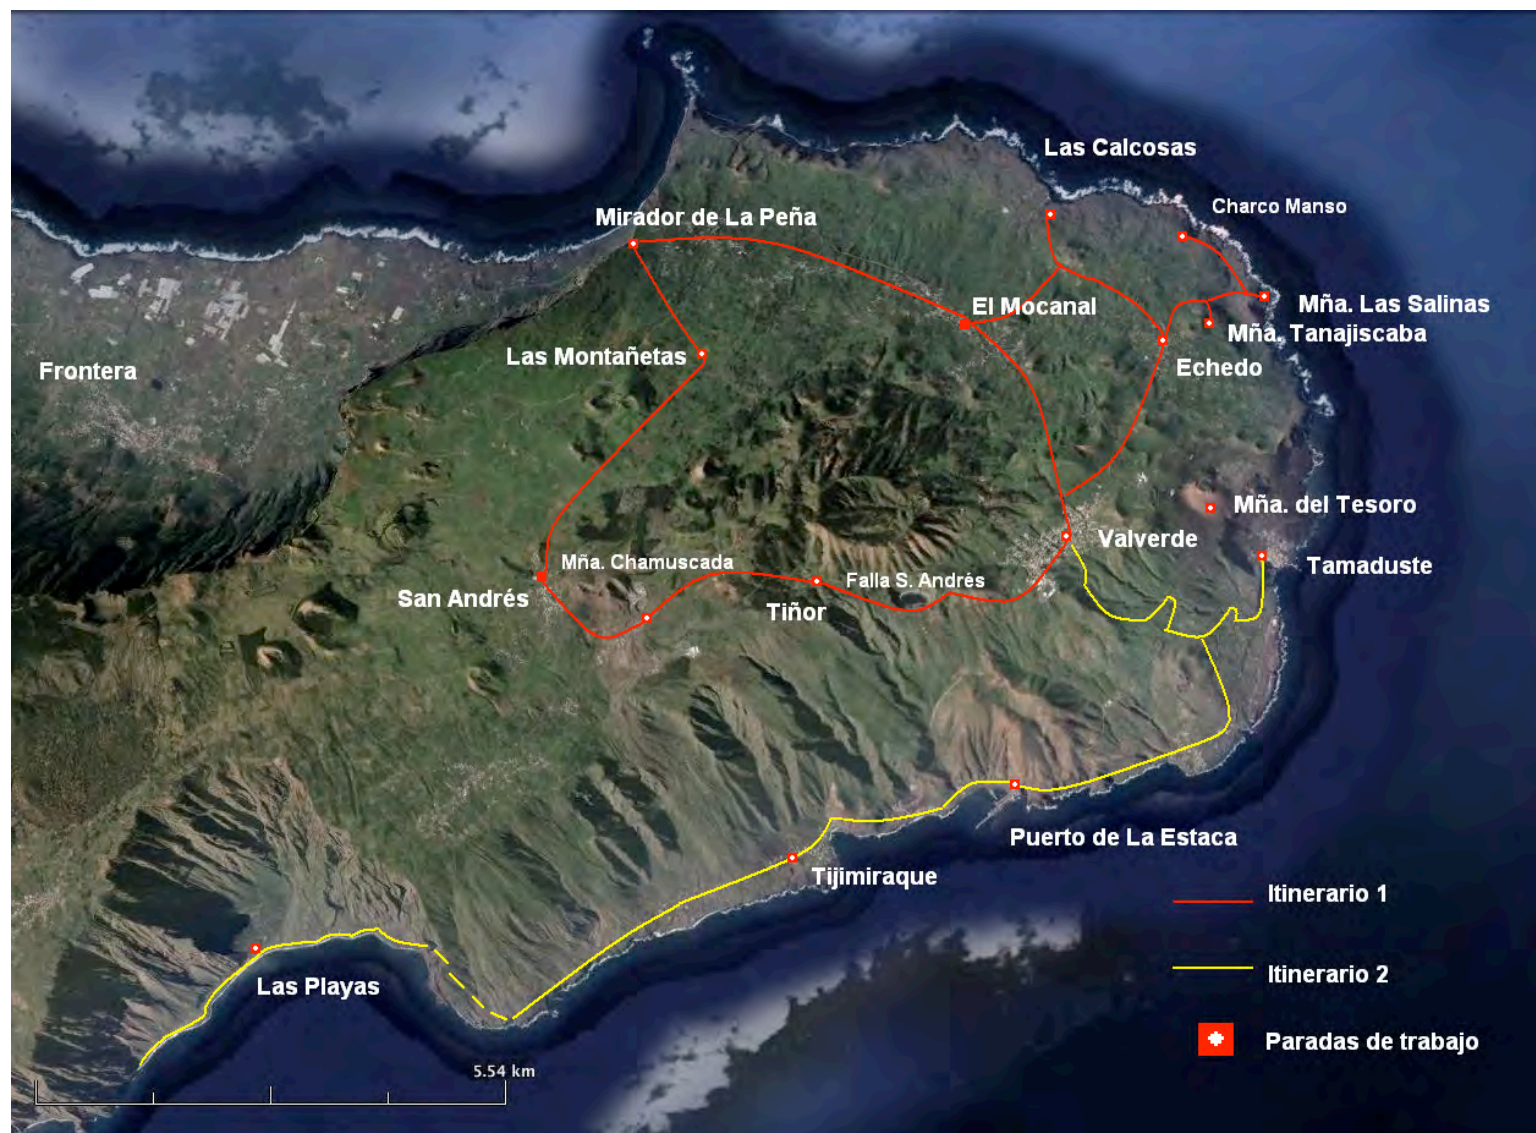 Las Calcosas
Charco Manso
Mirador de La Peña
El Mocanal
Mña. Las Salinas
Mña. Tanajiscaba
Las Montañetas
Echedo
Frontera
Mña. del Tesoro
Valverde
Mña. Chamuscada
Tamaduste
Falla S. Andrés
San Andrés
Tiñor
Puerto de La Estaca
Tijimiraque
Itinerario 1
Las Playas
Itinerario 2
Paradas de trabajo
5.54 km